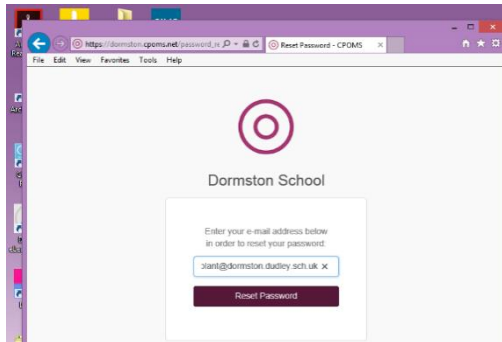 https://dormston.cpoms.net/password_re
Reset Password - CPOMS
File Edit View Favorites Tools Help
Dormston School
Enter your e-mail address below
in order to reset your password:
plant@dormston.dudley.sch.uk
Reset Password